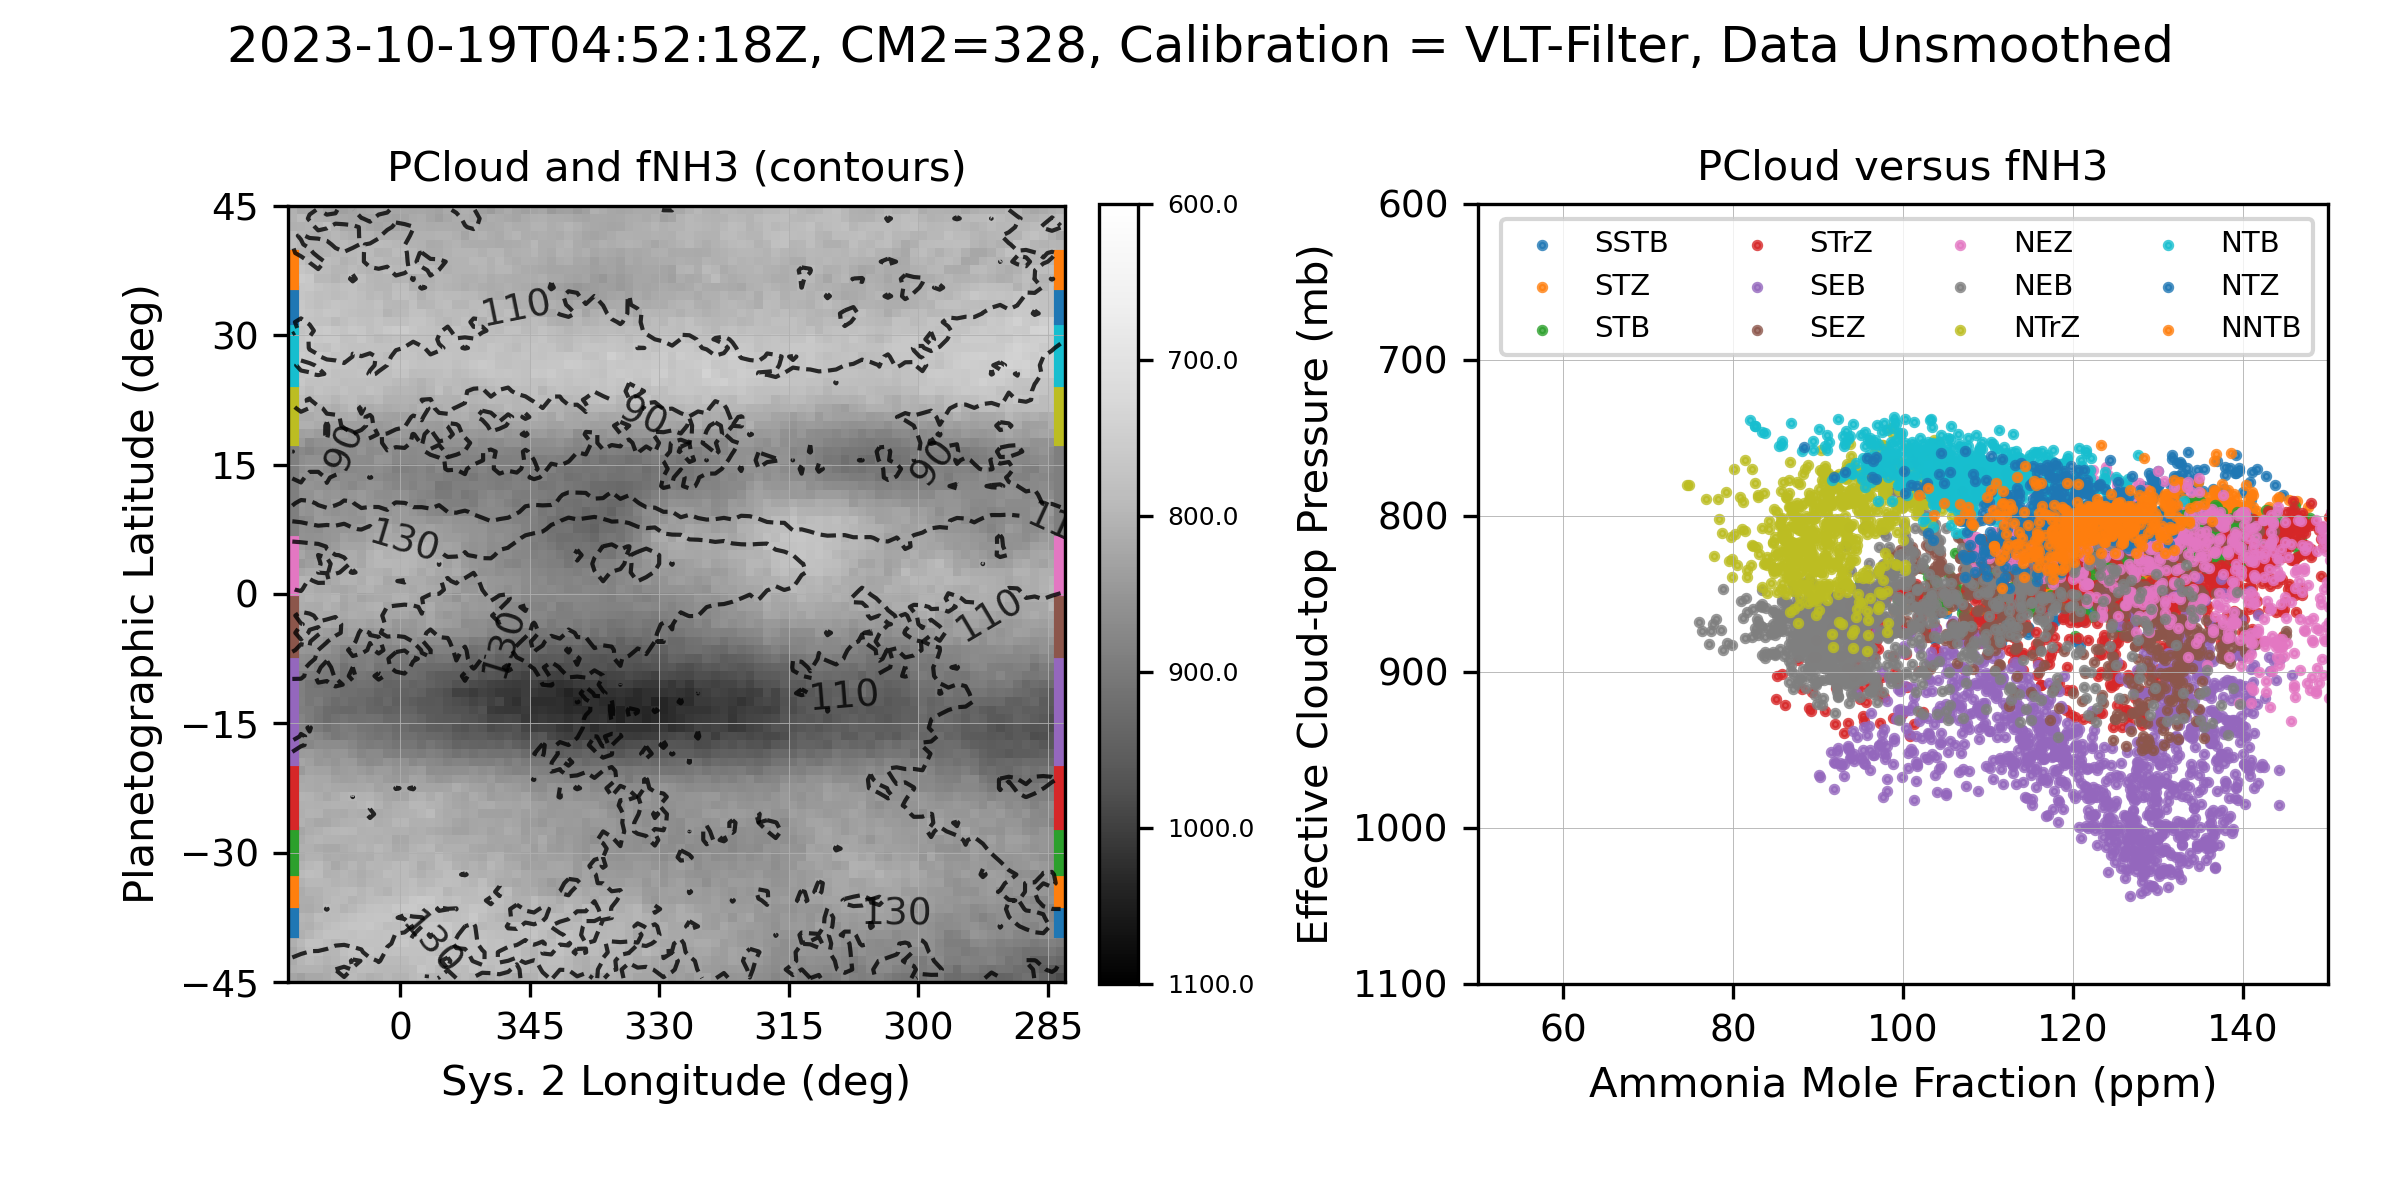 2023-10-19T04:52:18Z, CM2=328, Calibration = VLT-Filter, Data Unsmoothed
PCloud and fNH3 (contours)
Planetographic Latitude (deg)
45
30
15
0
−15
−30
−45
110
90
90
90
130
11
130
110
110
130
130
0
345
330
315
300
285
Sys. 2 Longitude (deg)
600.0
700.0
800.0
900.0
1000.0
1100.0
PCloud versus fNH3
Effective Cloud-top Pressure (mb)
600
700
800
900
1000
1100
SSTB
STZ
STB
STrZ
SEB
SEZ
NEZ
NEB
NTrZ
NTB
NTZ
NNTB
60
80
100
120
140
Ammonia Mole Fraction (ppm)